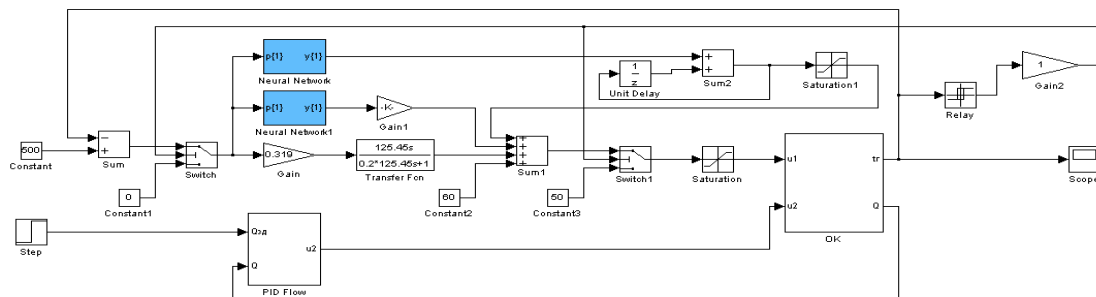 p{1} y{1}
Neural Network
1
z
Unit Delay
+
+
Sum2
Saturation1
1
Gain2
Relay
p{1} y{1}
Neural Network1
-K-
Gain1
500
Constant
−
+
Sum
Switch
0.319
Gain
125.45s
0.2*125.45s+1
Transfer Fcn
+
+
+
+
Sum1
Switch1
Saturation
u1 tr
u2 Q
OK
Scope
0
Constant1
60
Constant2
50
Constant3
Step
Qзд
u2
Q
PID Flow